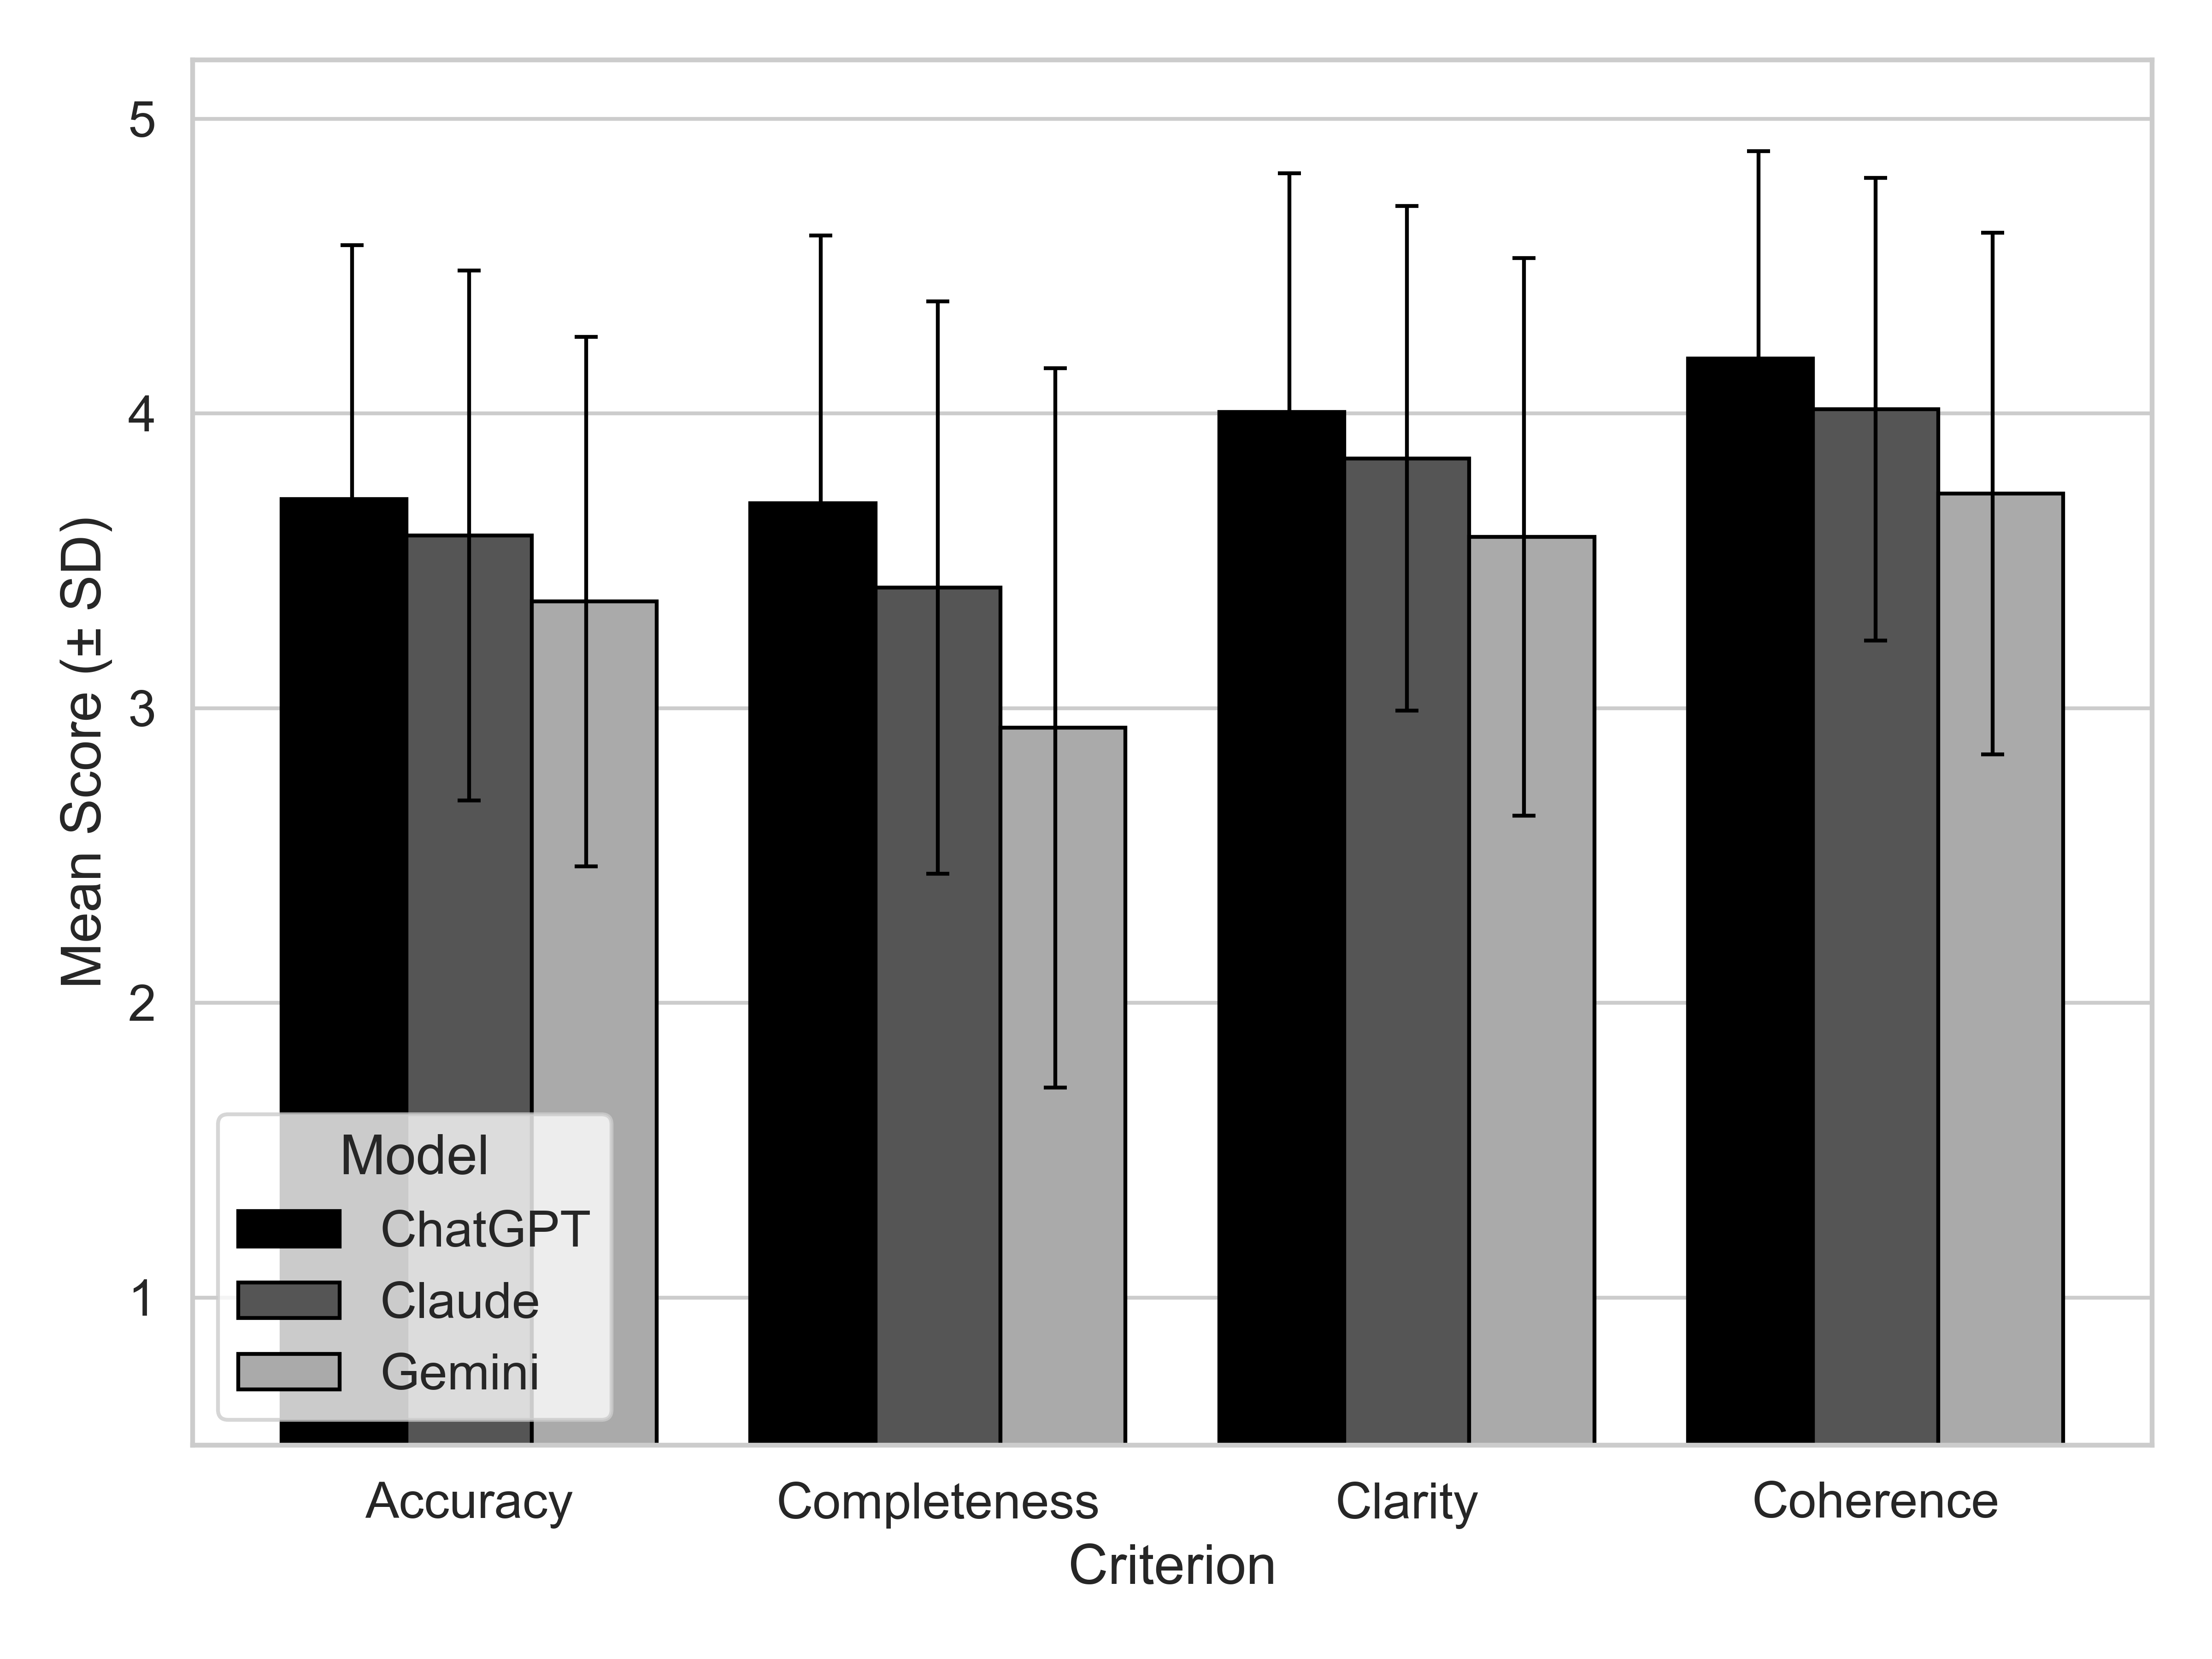 5
4
3
2
1
Mean Score (± SD)
Model
ChatGPT
Claude
Gemini
Accuracy
Completeness
Clarity
Coherence
Criterion